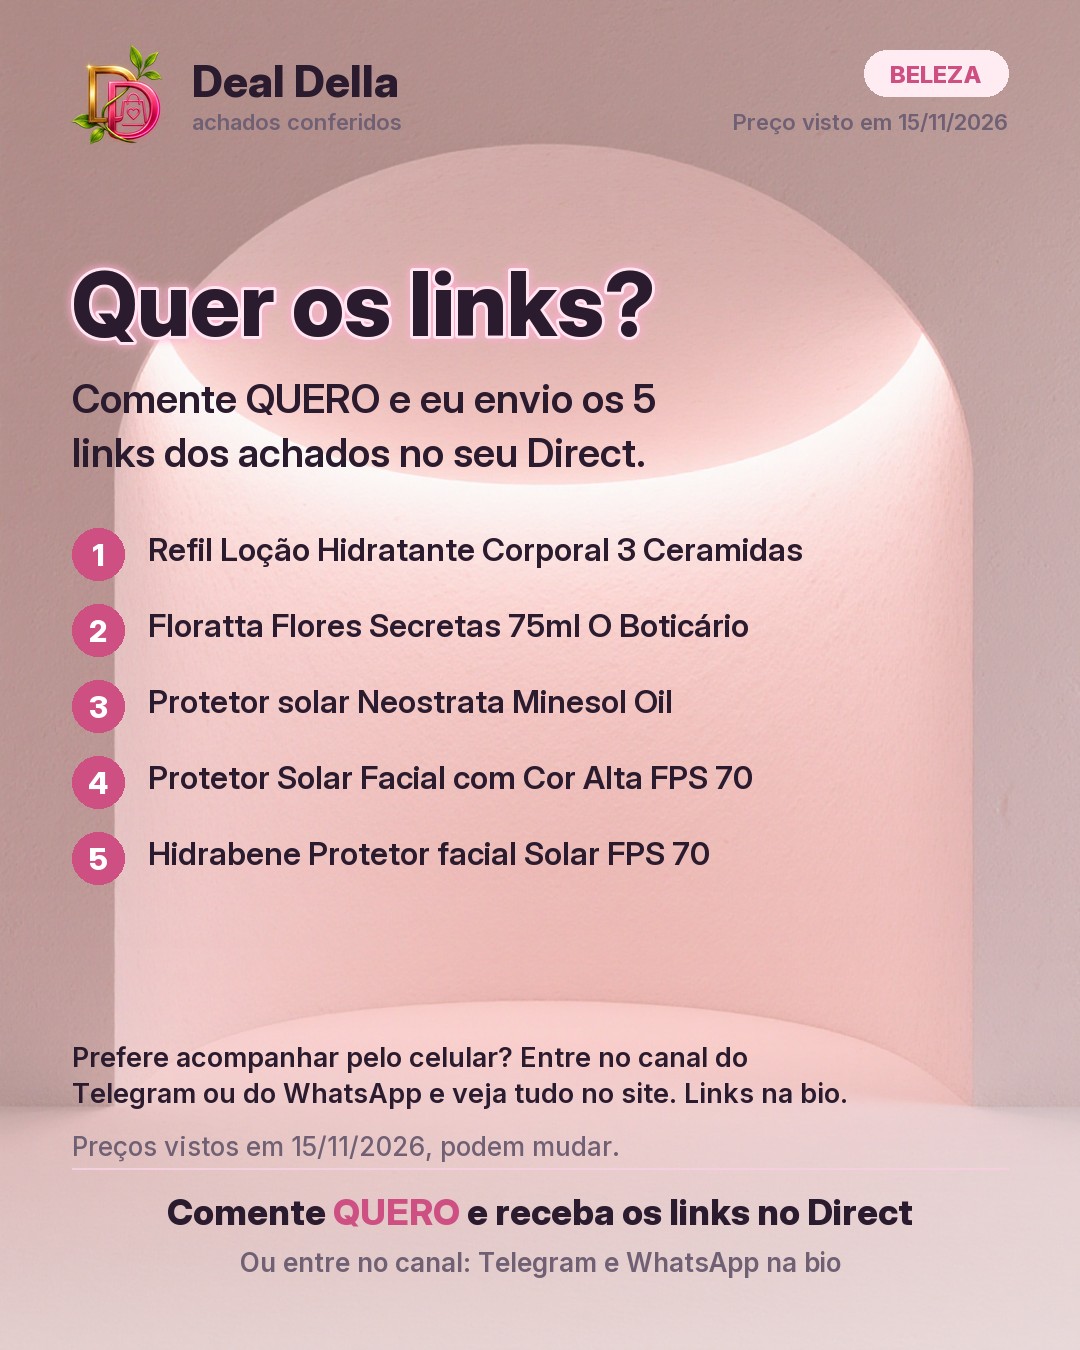 Deal Della
achados conferidos
BELEZA
Preço visto em 15/11/2026
Quer os links?
Comente QUERO e eu envio os 5
links dos achados no seu Direct.
1 Refil Loção Hidratante Corporal 3 Ceramidas
2 Floratta Flores Secretas 75ml O Boticário
3 Protetor solar Neostrata Minesol Oil
4 Protetor Solar Facial com Cor Alta FPS 70
5 Hidrabene Protetor facial Solar FPS 70
Prefere acompanhar pelo celular? Entre no canal do
Telegram ou do WhatsApp e veja tudo no site. Links na bio.
Preços vistos em 15/11/2026, podem mudar.
Comente QUERO e receba os links no Direct
Ou entre no canal: Telegram e WhatsApp na bio